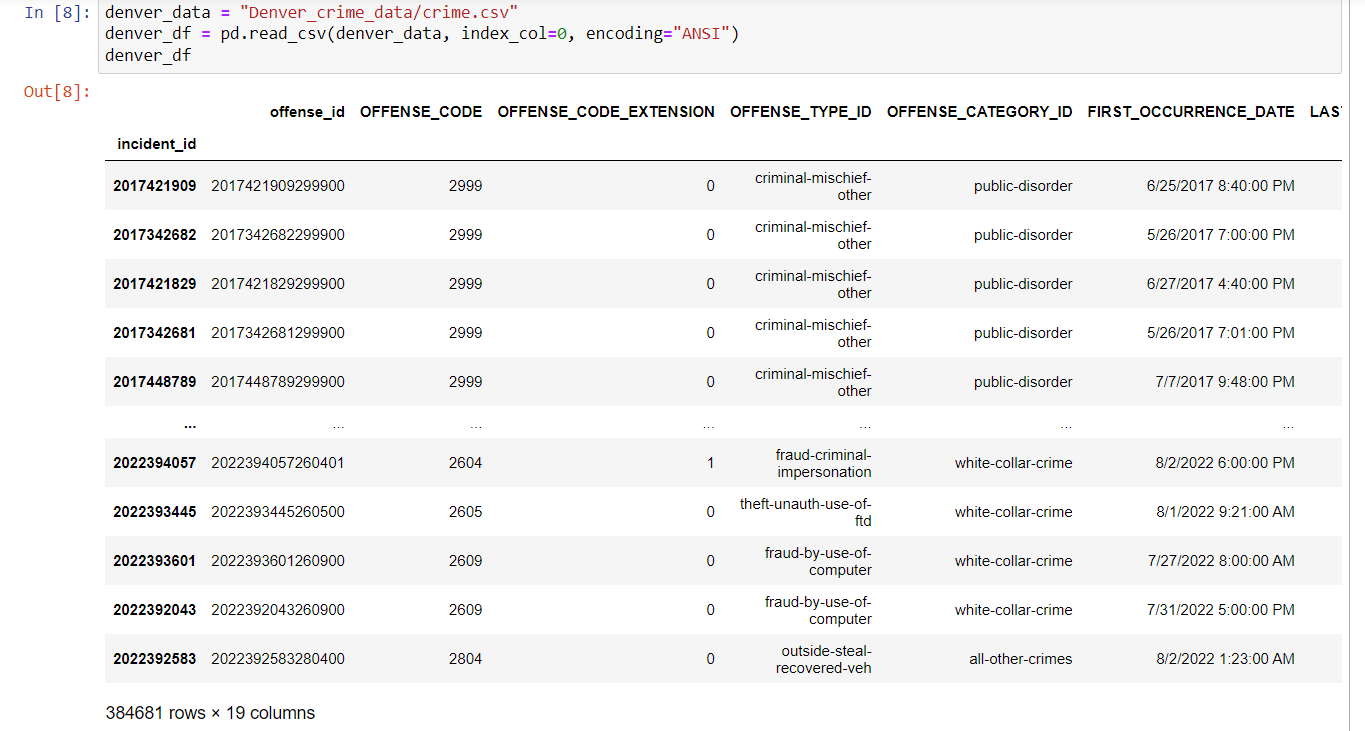 In [8]: denver_data = "Denver_crime_data/crime.csv"
denver_df = pd.read_csv(denver_data, index_col=0, encoding="ANSI")
denver_df
Out[8]:
offense_id OFFENSE_CODE OFFENSE_CODE_EXTENSION OFFENSE_TYPE_ID OFFENSE_CATEGORY_ID FIRST_OCCURRENCE_DATE LAS
incident_id
2017421909 2017421909299900 2999 0 criminal-mischief-
other public-disorder 6/25/2017 8:40:00 PM
2017342682 2017342682299900 2999 0 criminal-mischief-
other public-disorder 5/26/2017 7:00:00 PM
2017421829 2017421829299900 2999 0 criminal-mischief-
other public-disorder 6/27/2017 4:40:00 PM
2017342681 2017342681299900 2999 0 criminal-mischief-
other public-disorder 5/26/2017 7:01:00 PM
2017448789 2017448789299900 2999 0 criminal-mischief-
other public-disorder 7/7/2017 9:48:00 PM
... ... ... ... ... ... ...
2022394057 2022394057260401 2604 1 fraud-criminal-
impersonation white-collar-crime 8/2/2022 6:00:00 PM
2022393445 2022393445260500 2605 0 theft-unauth-use-of-
ftd white-collar-crime 8/1/2022 9:21:00 AM
2022393601 2022393601260900 2609 0 fraud-by-use-of-
computer white-collar-crime 7/27/2022 8:00:00 AM
2022392043 2022392043260900 2609 0 fraud-by-use-of-
computer white-collar-crime 7/31/2022 5:00:00 PM
2022392583 2022392583280400 2804 0 outside-steal-
recovered-veh all-other-crimes 8/2/2022 1:23:00 AM
384681 rows × 19 columns